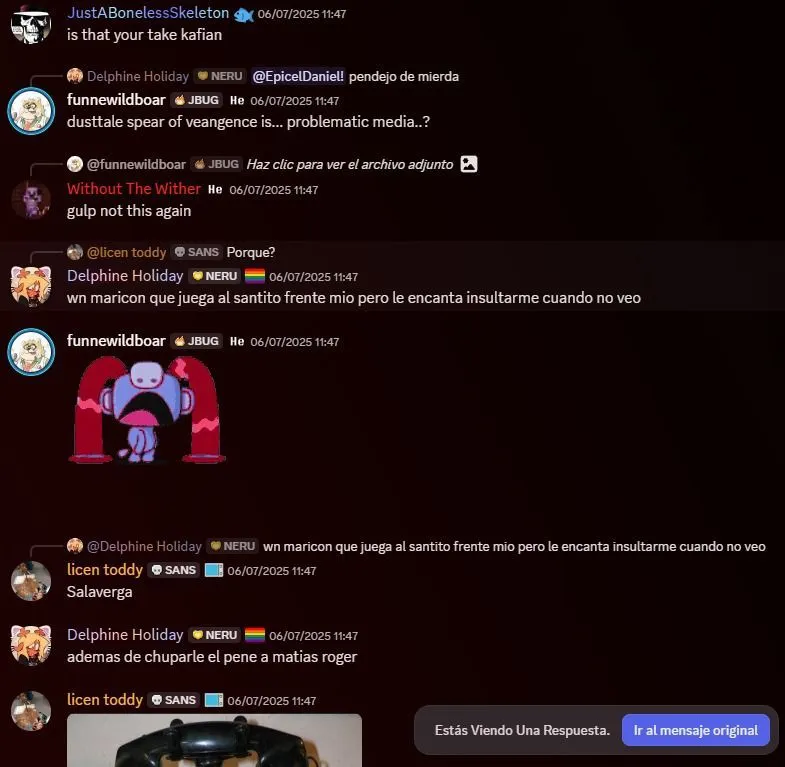 JustABonelessSkeleton 06/07/2025 11:47
is that your take kafian
Delphine Holiday NERU @EpicelDaniel! pendejo de mierda
funnewildboar JBUG He 06/07/2025 11:47
dusttale spear of veangence is... problematic media..?
@funnewildboar JBUG Haz clic para ver el archivo adjunto
Without The Wither He 06/07/2025 11:47
gulp not this again
@licen toddy SANS Porque?
Delphine Holiday NERU 06/07/2025 11:47
wn maricon que juega al santito frente mio pero le encanta insultarme cuando no veo
funnewildboar JBUG He 06/07/2025 11:47
@Delphine Holiday NERU wn maricon que juega al santito frente mio pero le encanta insultarme cuando no veo
licen toddy SANS 06/07/2025 11:47
Salaverga
Delphine Holiday NERU 06/07/2025 11:47
ademas de chuparle el pene a matias roger
licen toddy SANS 06/07/2025 11:47
Estás Viendo Una Respuesta. Ir al mensaje original